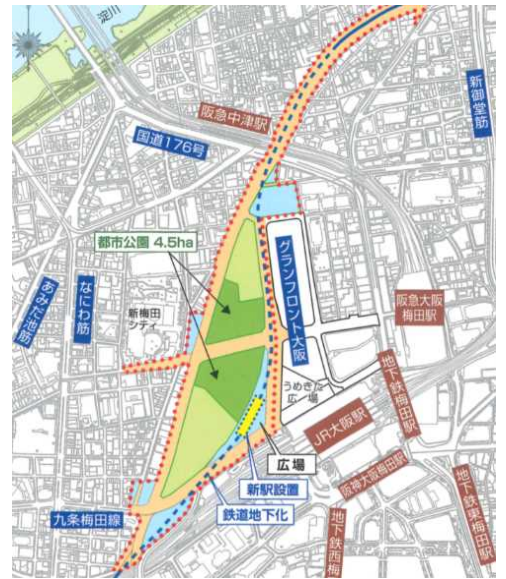 淀川
新御堂筋
阪急中津駅
国道176号
都市公園 4.5ha
グランフロント大阪
新梅田
シティ
なにわ筋
あみだ池筋
阪急大阪
梅田駅
地下鉄梅田駅
うめきた
広場
JR大阪駅
広場
阪神大阪梅田駅
新駅設置
地下鉄東梅田駅
鉄道地下化
九条梅田線
地下鉄西梅